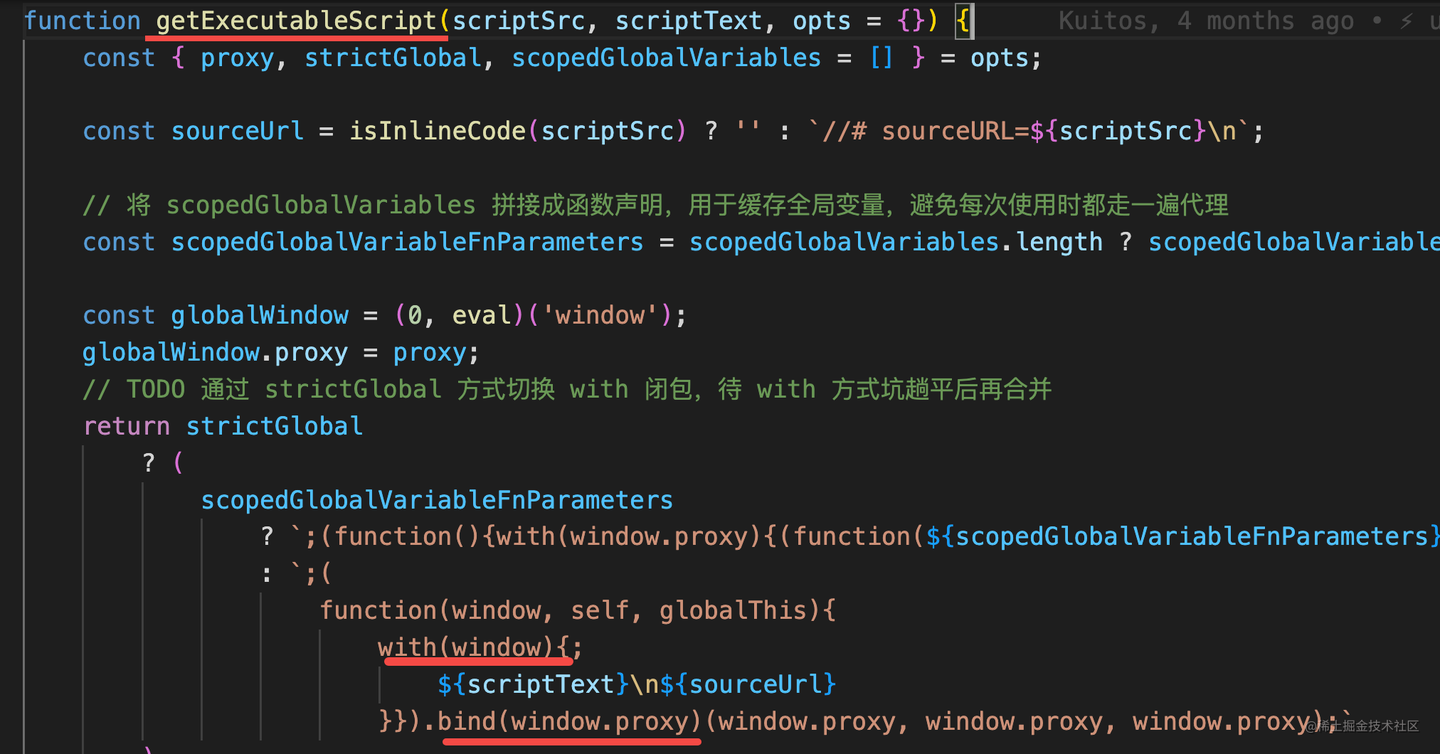 function getExecutableScript(scriptSrc, scriptText, opts = {}) {        Kuitos, 4 months ago • ⚡ u
    const { proxy, strictGlobal, scopedGlobalVariables = [] } = opts;
    const sourceUrl = isInlineCode(scriptSrc) ? '' : `//# sourceURL=${scriptSrc}\n`;
    // 将 scopedGlobalVariables 拼接成函数声明，用于缓存全局变量，避免每次使用时都走一遍代理
    const scopedGlobalVariableFnParameters = scopedGlobalVariables.length ? scopedGlobalVariable
    const globalWindow = (0, eval)('window');
    globalWindow.proxy = proxy;
    // TODO 通过 strictGlobal 方式切换 with 闭包，待 with 方式坑趟平后再合并
    return strictGlobal
        ? (
            scopedGlobalVariableFnParameters
                ? `;(function(){with(window.proxy){(function(${scopedGlobalVariableFnParameters}
                : `;(
                    function(window, self, globalThis){
                        with(window){;
                            ${scriptText}\n${sourceUrl}
                        }}).bind(window.proxy)(window.proxy, window.proxy, window.proxy);`
        )
@稀土掘金技术社区